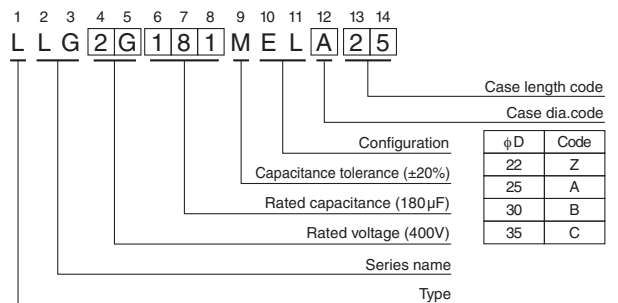 1 2 3 4 5 6 7 8 9 10 11 12 13 14
L L G 2 G 1 8 1 M E L A 2 5
Case length code
Case dia.code
Configuration
Capacitance tolerance (±20%)
Rated capacitance (180µF)
Rated voltage (400V)
Series name
Type
ϕD Code
22 Z
25 A
30 B
35 C